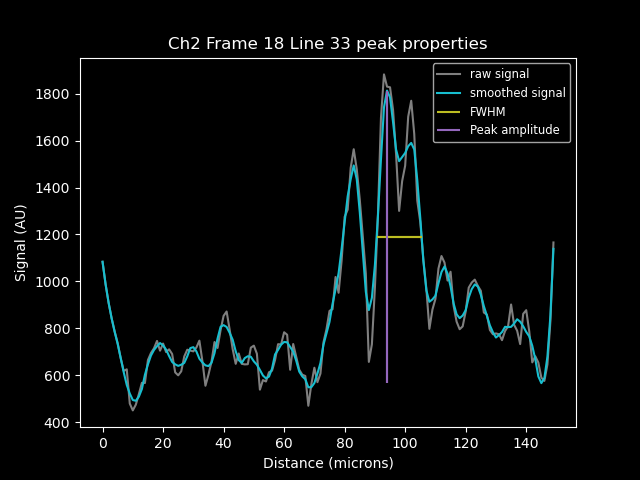 Ch2 Frame 18 Line 33 peak properties
raw signal
smoothed signal
FWHM
Peak amplitude
Signal (AU)
1800
1600
1400
1200
1000
800
600
400
0 20 40 60 80 100 120 140
Distance (microns)